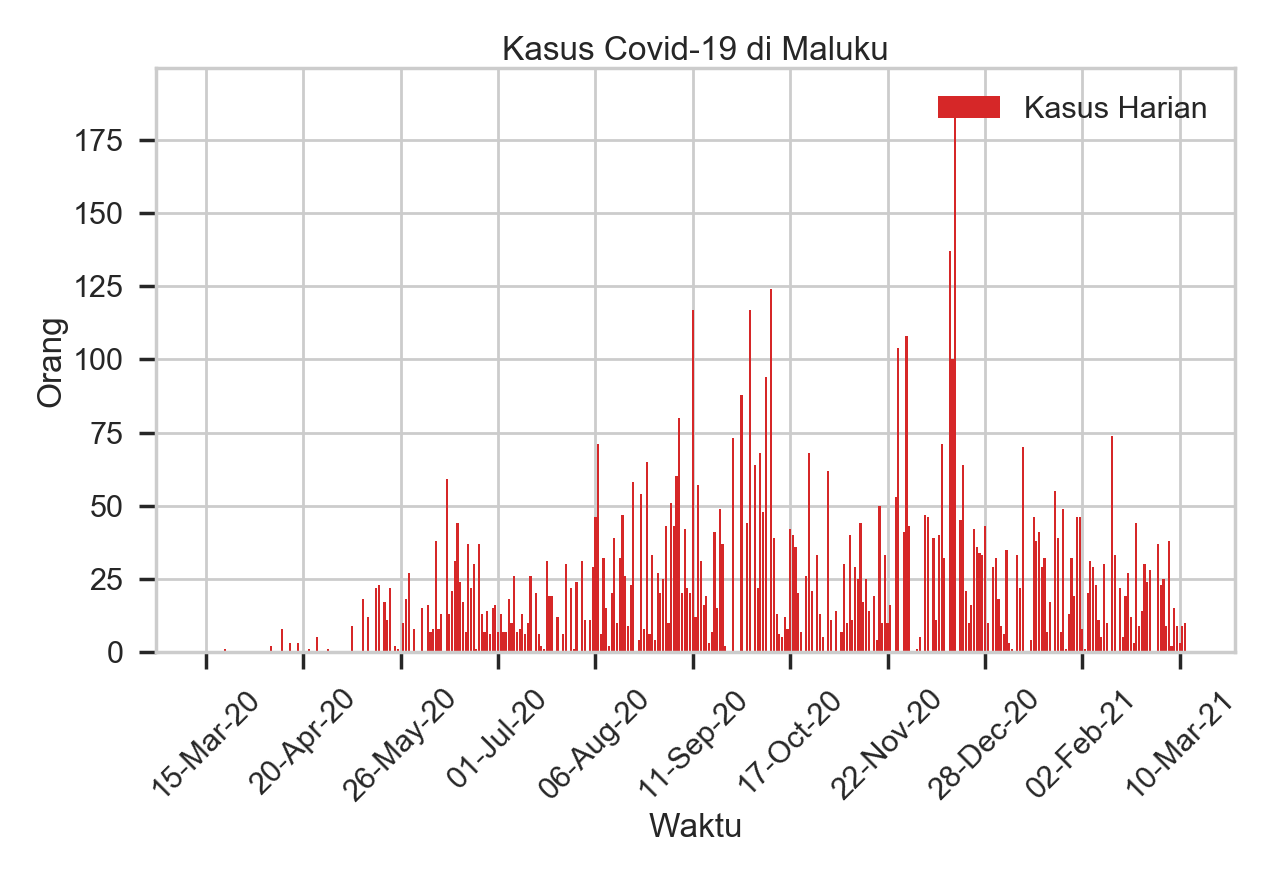 Kasus Covid-19 di Maluku
Kasus Harian
175
150
125
100
75
50
25
0
Orang
15-Mar-20
20-Apr-20
26-May-20
01-Jul-20
06-Aug-20
11-Sep-20
17-Oct-20
22-Nov-20
28-Dec-20
02-Feb-21
10-Mar-21
Waktu